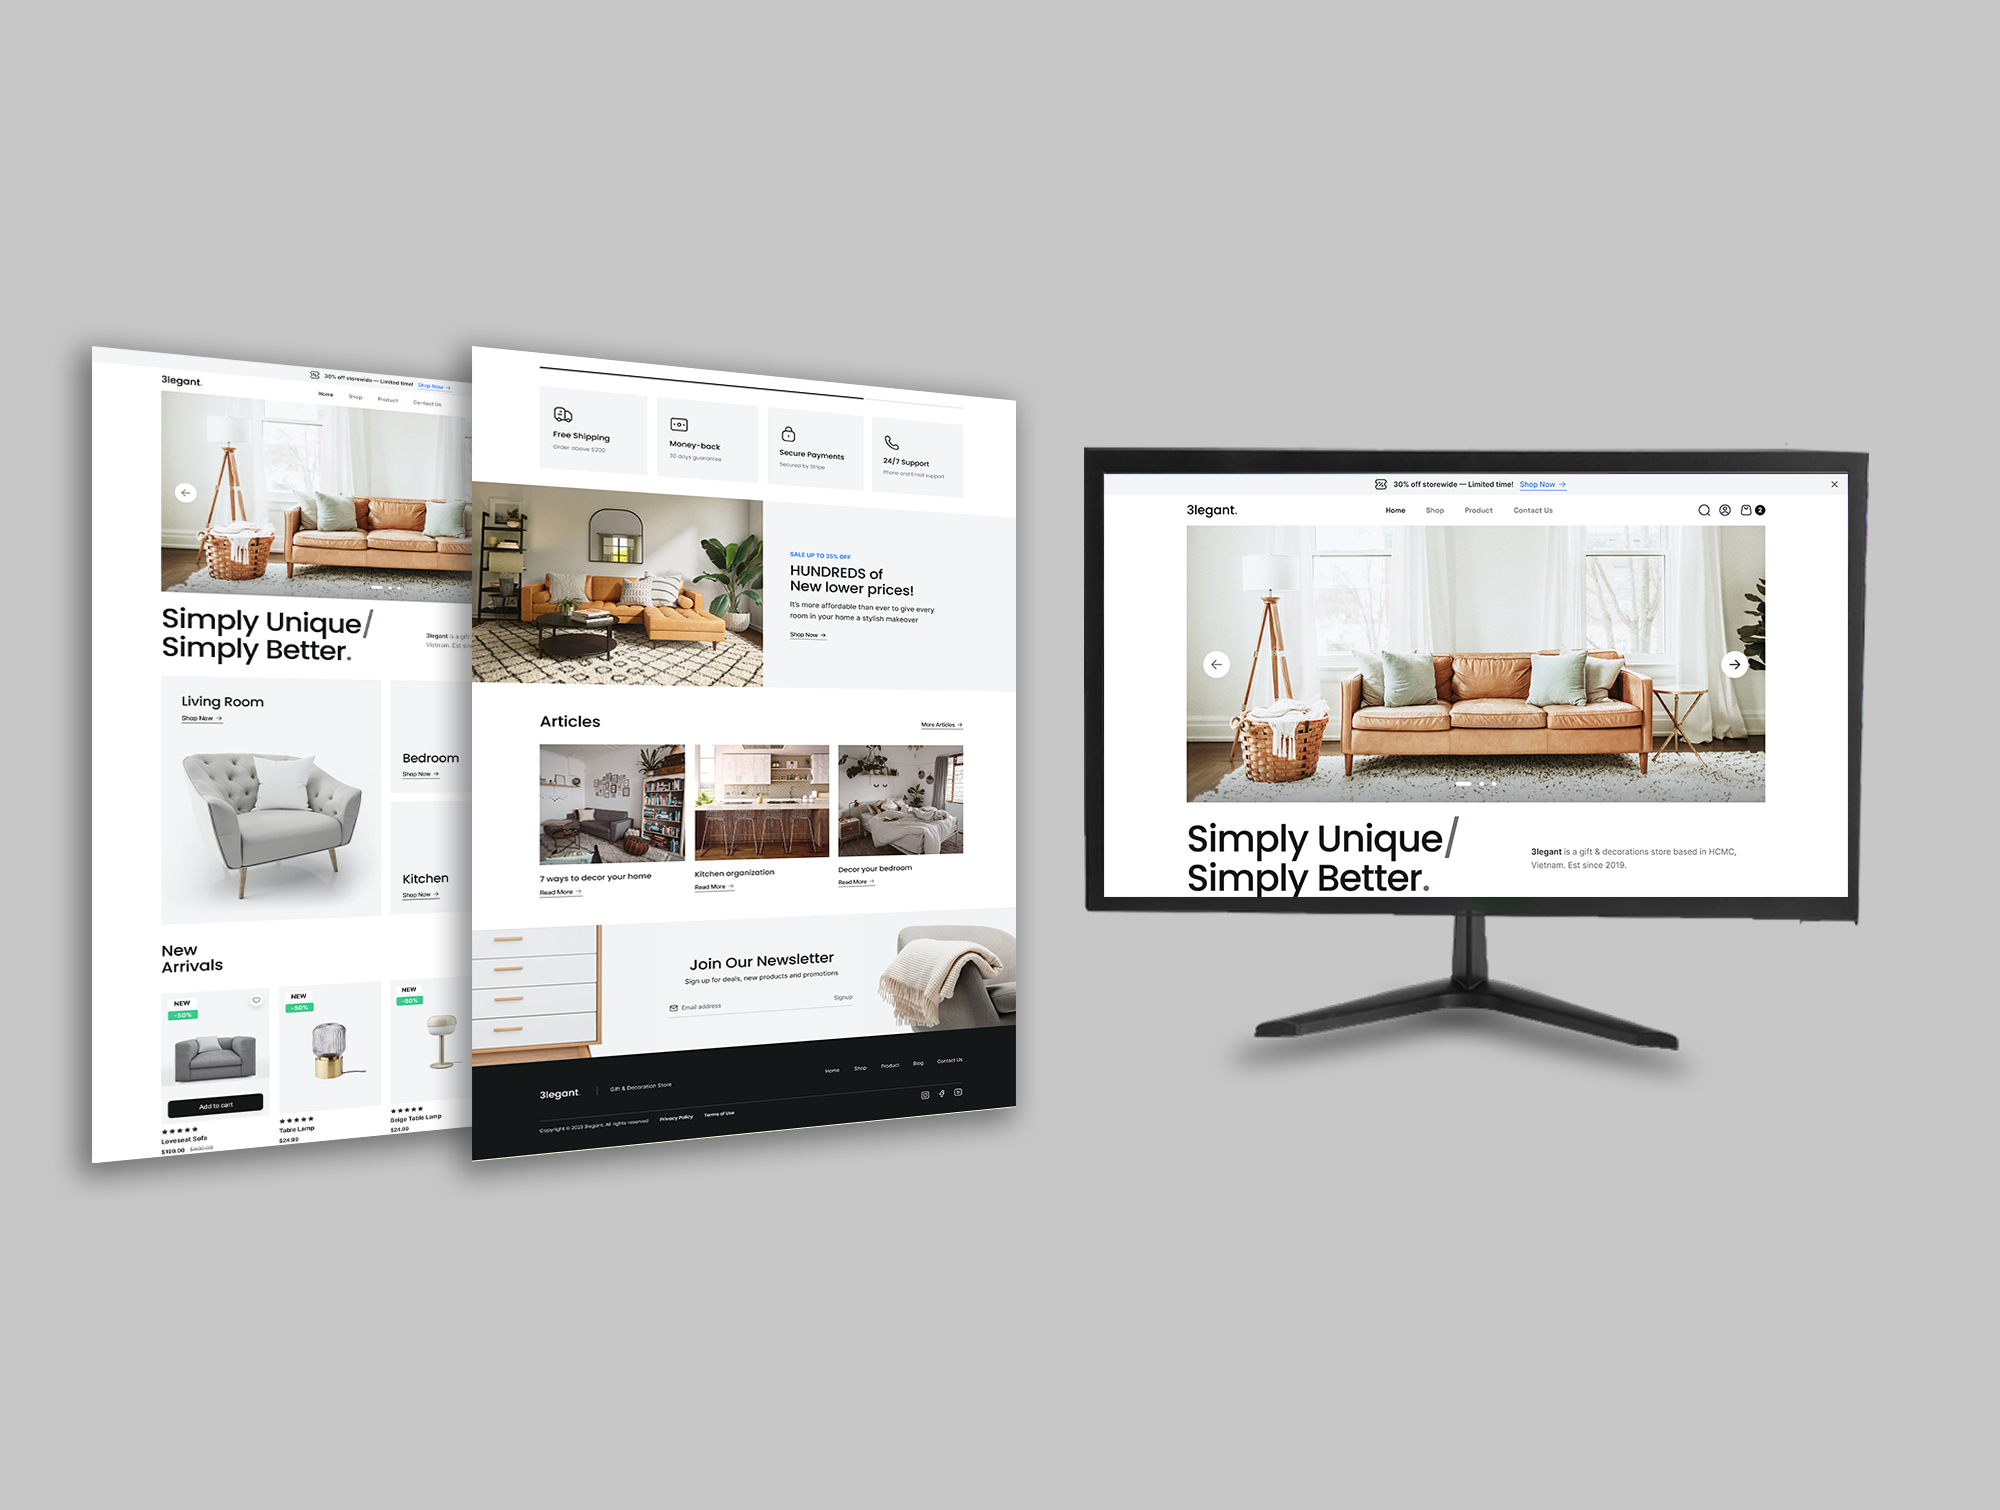 30% off storewide — Limited time! Shop Now →
3legant.
Home Shop Product Contact Us
Simply Unique/
Simply Better.
3legant is a gift
Vietnam. Est sin
Living Room
Shop Now →
Bedroom
Shop Now →
Kitchen
Shop Now →
New
Arrivals
NEW
-50%
NEW
-50%
NEW
-50%
Add to cart
Loveseat Sofa
$199.00 $400.00
Table Lamp
$24.99
Beige Table Lamp
$24.99
Free Shipping
Order above $200
Money-back
30 days guarantee
Secure Payments
Secured by Stripe
24/7 Support
Phone and Email support
SALE UP TO 35% OFF
HUNDREDS of
New lower prices!
It's more affordable than ever to give every
room in your home a stylish makeover
Shop Now →
Articles
More Articles →
7 ways to decor your home
Read More →
Kitchen organization
Read More →
Decor your bedroom
Read More →
Join Our Newsletter
Sign up for deals, new products and promotions
Email address Signup
3legant. | Gift & Decoration Store
Home Shop Product Blog Contact Us
Copyright © 2023 3legant. All rights reserved Privacy Policy Terms of Use
30% off storewide — Limited time! Shop Now →
3legant.
Home Shop Product Contact Us
2
Simply Unique/
Simply Better.
3legant is a gift & decorations store based in HCMC,
Vietnam. Est since 2019.